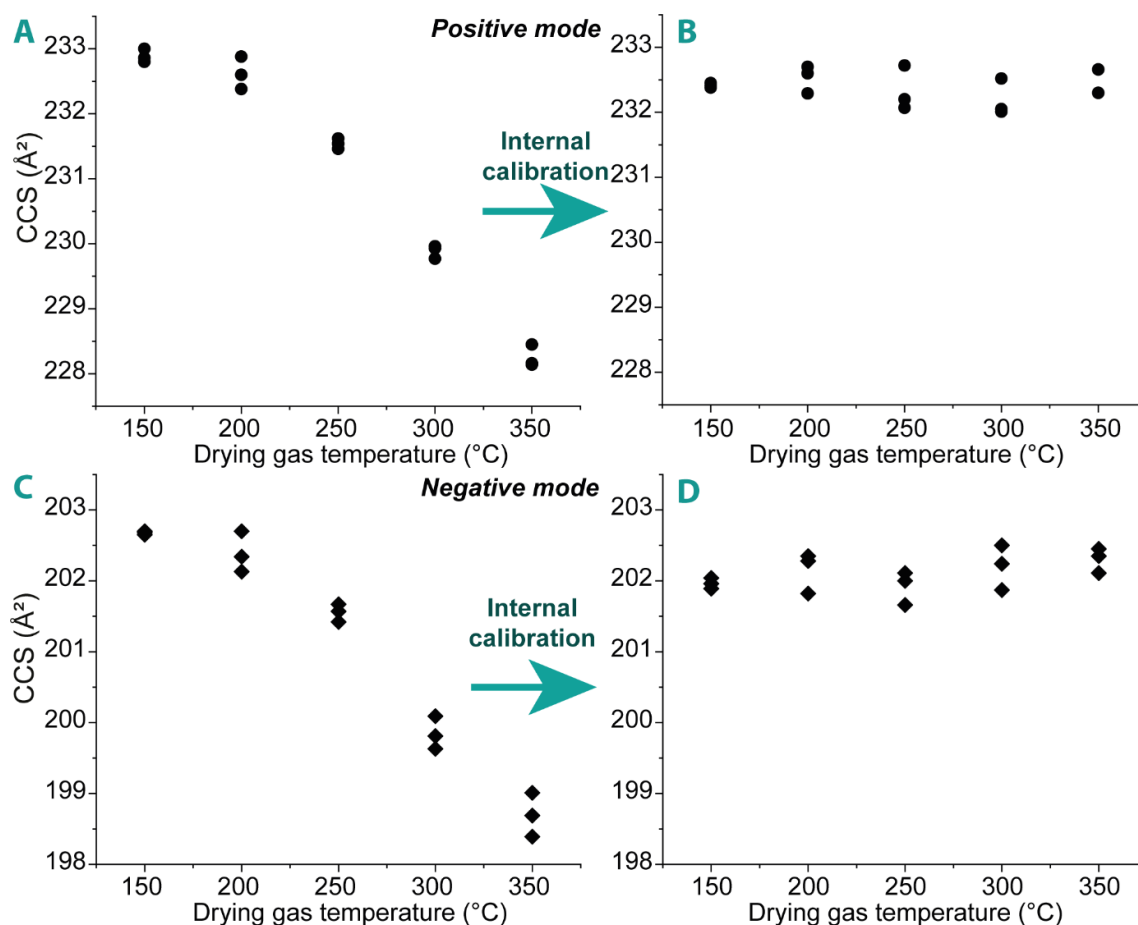 A
Positive mode
CCS (Å²)
233
232
231
230
229
228
150 200 250 300 350
Drying gas temperature (°C)
Internal
calibration
B
233
232
231
230
229
228
150 200 250 300 350
Drying gas temperature (°C)
C
Negative mode
CCS (Å²)
203
202
201
200
199
198
150 200 250 300 350
Drying gas temperature (°C)
Internal
calibration
D
203
202
201
200
199
198
150 200 250 300 350
Drying gas temperature (°C)